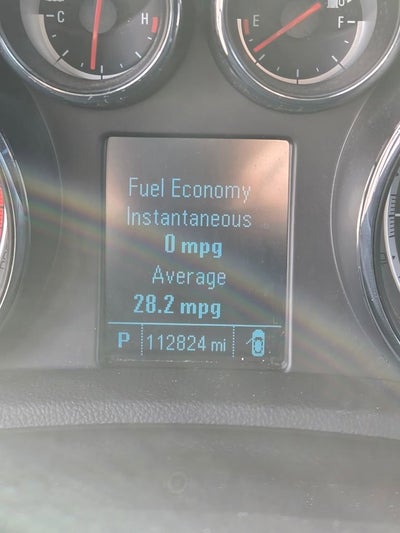 C H
E F
Fuel Economy
Instantaneous
0 mpg
Average
28.2 mpg
P 112824 mi